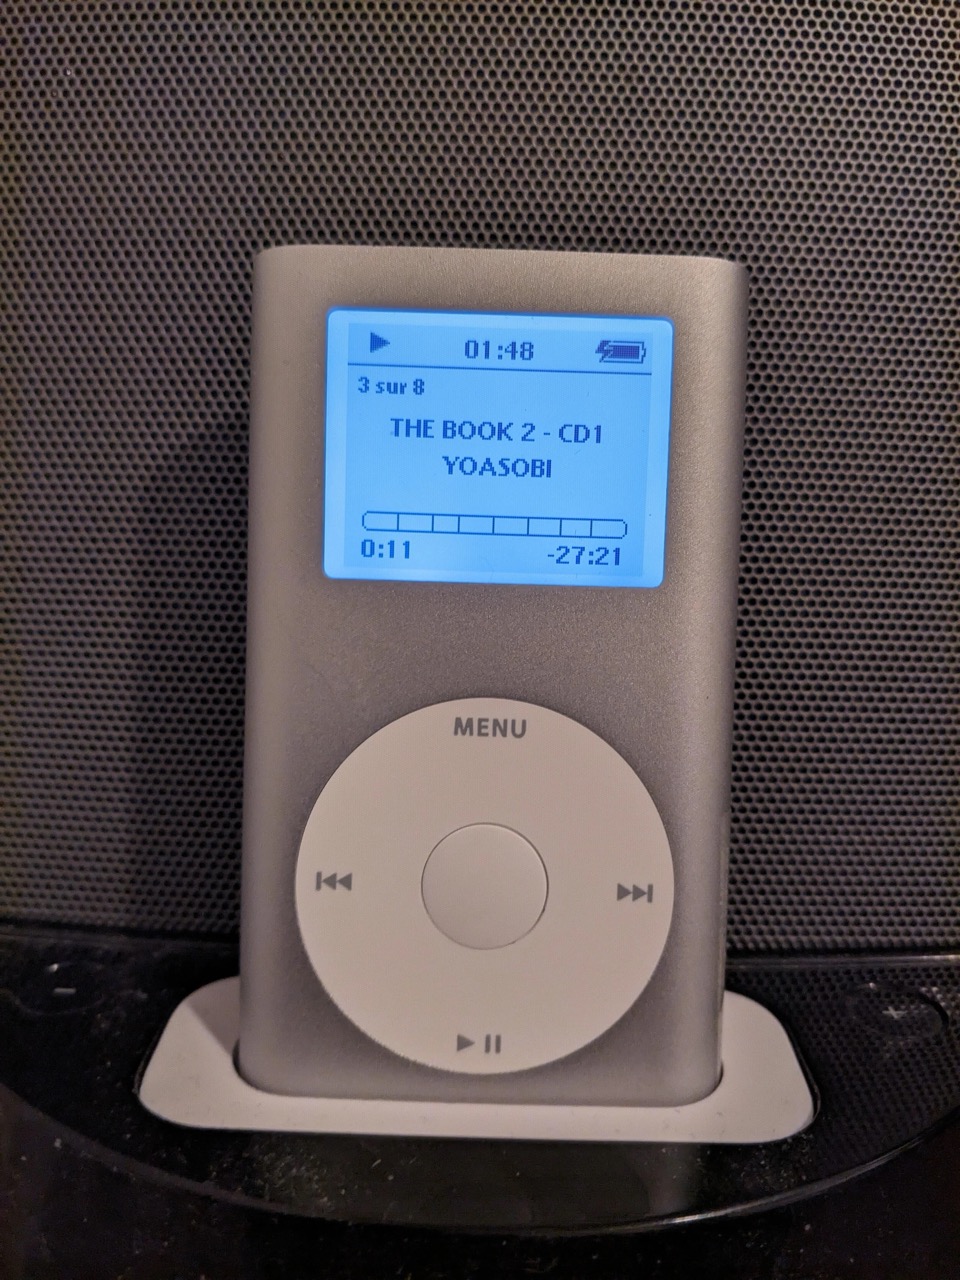 01:48
3 sur 8
THE BOOK 2 - CD1
YOASOBI
0:11 -27:21
MENU